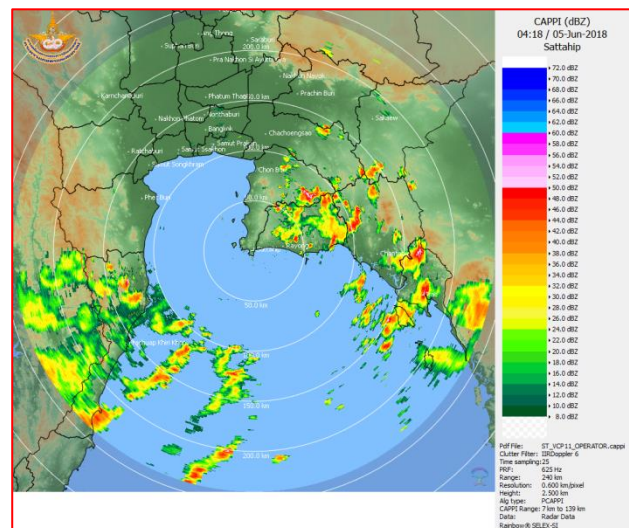 CAPPI (dBZ)
04:18 / 05-Jun-2018
Sattahip
72.0 dBZ
70.0 dBZ
68.0 dBZ
66.0 dBZ
64.0 dBZ
62.0 dBZ
60.0 dBZ
58.0 dBZ
56.0 dBZ
54.0 dBZ
52.0 dBZ
50.0 dBZ
48.0 dBZ
46.0 dBZ
44.0 dBZ
42.0 dBZ
40.0 dBZ
38.0 dBZ
36.0 dBZ
34.0 dBZ
32.0 dBZ
30.0 dBZ
28.0 dBZ
26.0 dBZ
24.0 dBZ
22.0 dBZ
20.0 dBZ
18.0 dBZ
16.0 dBZ
14.0 dBZ
12.0 dBZ
10.0 dBZ
8.0 dBZ
Pdf File: ST_VCP11_OPERATOR.cappi
Clutter Filter: IIRDoppler 6
Time sampling:25
PRF: 625 Hz
Range: 240 km
Resolution: 0.600 km/pixel
Height: 2.500 km
Alg type: PCAPPI
CAPPI Range: 7 km to 139 km
Data: Radar Data
Rainbow® SELEX-SI
Saraburi
200.0 km
Pra Nakhon Si Ayutthaya
Nakhon Nayok
Kanchanaburi
Phatum Thani
Prachin Buri
Nonthaburi
Nakhon Pathom
Bangkok
Chachoengsao
Samut Prakan
Ratchaburi
Samut Songkhram
Rayong
50.0 km
150.0 km
200.0 km